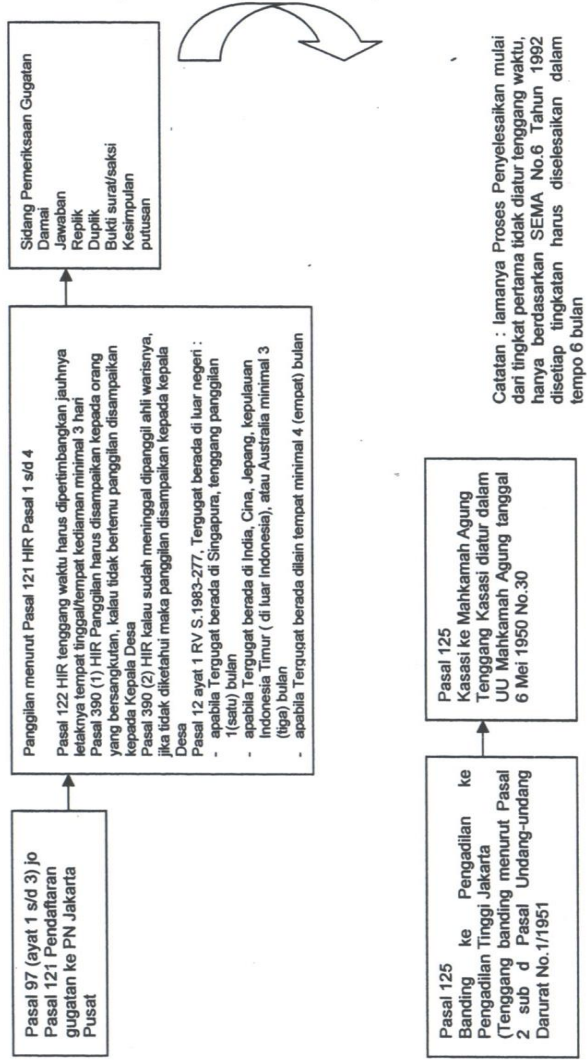 Pasal 97 (ayat 1 s/d 3) jo
Pasal 121 Pendaftaran
gugatan ke PN Jakarta
Pusat
Panggilan menurut Pasal 121 HIR Pasal 1 s/d 4
Pasal 122 HIR tenggang waktu harus dipertimbangkan jauhnya
letaknya tempat tinggal/tempat kediaman minimal 3 hari
Pasal 390 (1) HIR Panggilan harus disampaikan kepada orang
yang bersangkutan, kalau tidak bertemu panggilan disampaikan
kepada Kepala Desa
Pasal 390 (2) HIR kalau sudah meninggal dipanggil ahli warisnya,
jika tidak diketahui maka panggilan disampaikan kepada kepala
Desa
Pasal 12 ayat 1 RV S.1983-277, Tergugat berada di luar negeri :
- apabila Tergugat berada di Singapura, tenggang panggilan
1(satu) bulan
- apabila Tergugat berada di India, Cina, Jepang, kepulauan
Indonesia Timur ( di luar Indonesia), atau Australia minimal 3
(tiga) bulan
- apabila Tergugat berada dilain tempat minimal 4 (empat) bulan
Sidang Pemeriksaan Gugatan
Damai
Jawaban
Replik
Duplik
Bukti surat/saksi
Kesimpulan
putusan
Pasal 125
Banding ke Pengadilan ke
Pengadilan Tinggi Jakarta
(Tenggang banding menurut Pasal
2 sub d Pasal Undang-undang
Darurat No.1/1951
Pasal 125
Kasasi ke Mahkamah Agung
Tenggang Kasasi diatur dalam
UU Mahkamah Agung tanggal
6 Mei 1950 No.30
Catatan : lamanya Proses Penyelesaikan mulai
dari tingkat pertama tidak diatur tenggang waktu,
hanya berdasarkan SEMA No.6 Tahun 1992
disetiap tingkatan harus diselesaikan dalam
tempo 6 bulan